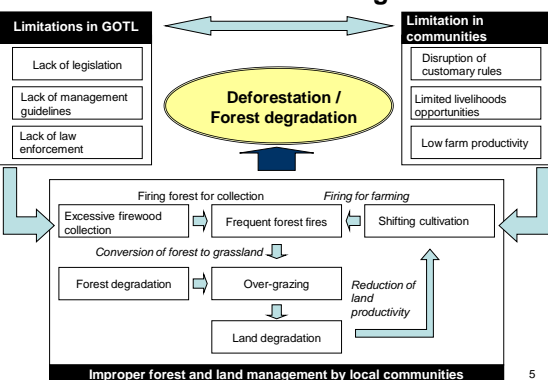 Limitations in GOTL
Lack of legislation
Lack of management
guidelines
Lack of law
enforcement
Limitation in
communities
Disruption of
customary rules
Limited livelihoods
opportunities
Low farm productivity
Deforestation /
Forest degradation
Firing forest for collection
Firing for farming
Excessive firewood
collection
Frequent forest fires
Shifting cultivation
Conversion of forest to grassland
Forest degradation
Over-grazing
Reduction of
land
productivity
Land degradation
Improper forest and land management by local communities
5